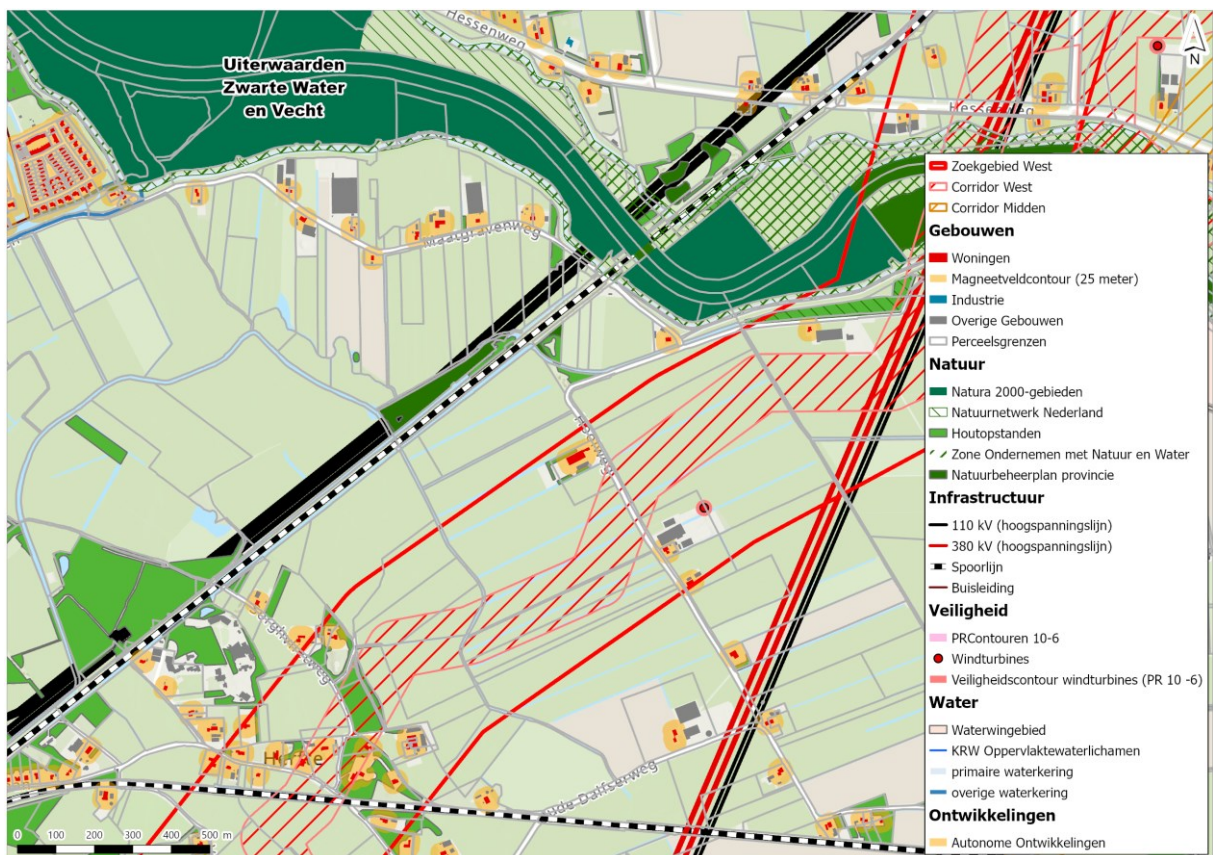 Hessenweg
Uiterwaarden
Zwarte Water
en Vecht
N
Hessenweg
Maatgravenweg
Kooiweg
Oude Dalfserweg
0 100 200 300 400 500 m
Zoekgebied West
Corridor West
Corridor Midden
Gebouwen
Woningen
Magneetveldcontour (25 meter)
Industrie
Overige Gebouwen
Perceelsgrenzen
Natuur
Natura 2000-gebieden
Natuurnetwerk Nederland
Houtopstanden
Zone Ondernemen met Natuur en Water
Natuurbeheerplan provincie
Infrastructuur
110 kV (hoogspanningslijn)
380 kV (hoogspanningslijn)
Spoorlijn
Buisleiding
Veiligheid
PRContouren 10-6
Windturbines
Veiligheidscontour windturbines (PR 10 -6)
Water
Waterwingebied
KRW Oppervlaktewaterlichamen
primaire waterkering
overige waterkering
Ontwikkelingen
Autonome Ontwikkelingen